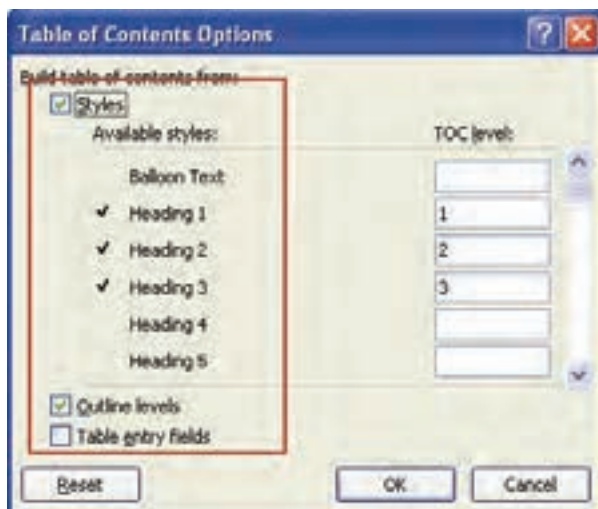 Table of Contents Options
Build table of contents from:
Styles
Available styles: TOC level:
Balloon Text
Heading 1 1
Heading 2 2
Heading 3 3
Heading 4
Heading 5
Outline levels
Table entry fields
Reset OK Cancel